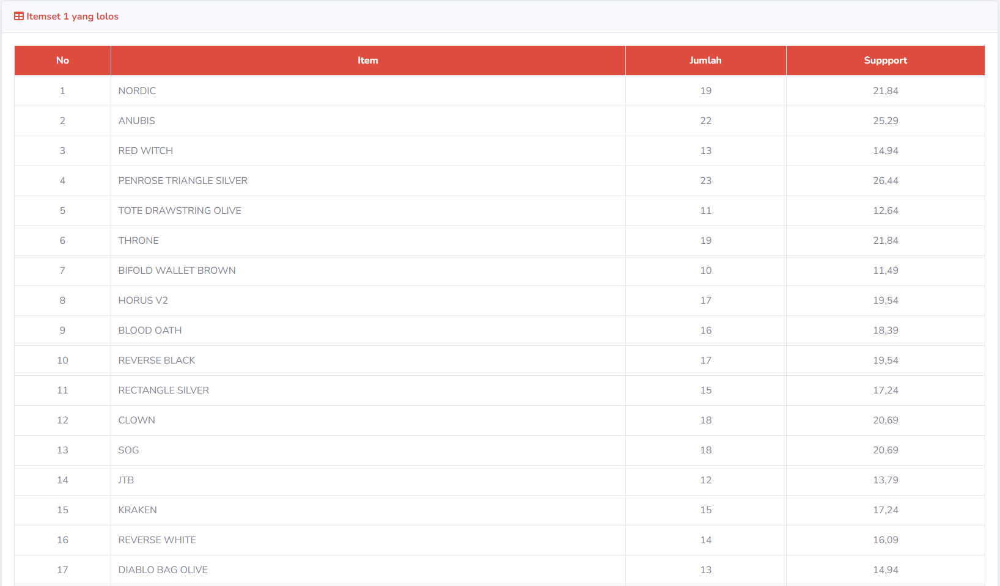 Itemset 1 yang lolos
No Item Jumlah Suppport
1 NORDIC 19 21,84
2 ANUBIS 22 25,29
3 RED WITCH 13 14,94
4 PENROSE TRIANGLE SILVER 23 26,44
5 TOTE DRAWSTRING OLIVE 11 12,64
6 THRONE 19 21,84
7 BIFOLD WALLET BROWN 10 11,49
8 HORUS V2 17 19,54
9 BLOOD OATH 16 18,39
10 REVERSE BLACK 17 19,54
11 RECTANGLE SILVER 15 17,24
12 CLOWN 18 20,69
13 SOG 18 20,69
14 JTB 12 13,79
15 KRAKEN 15 17,24
16 REVERSE WHITE 14 16,09
17 DIABLO BAG OLIVE 13 14,94